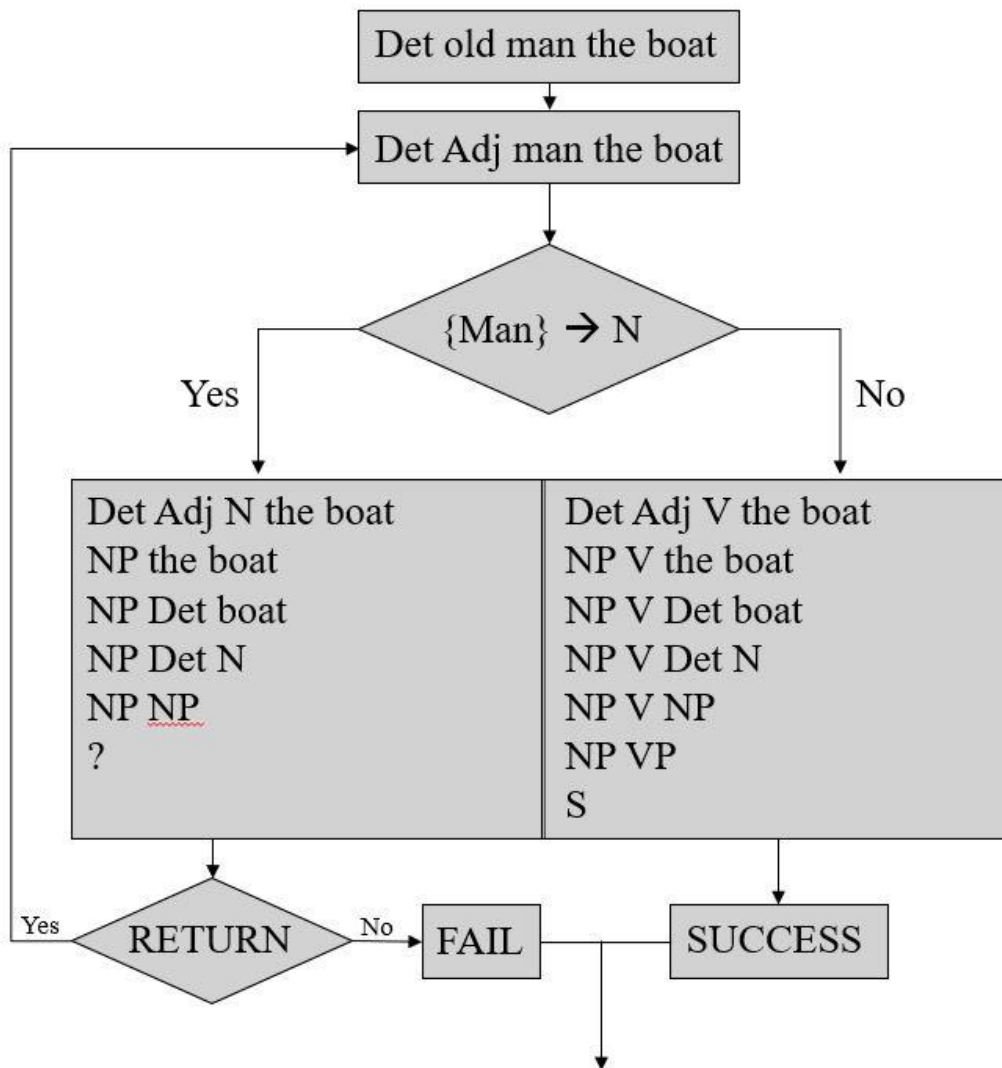 Det old man the boat
Det Adj man the boat
{Man} → N
Yes
No
Det Adj N the boat
NP the boat
NP Det boat
NP Det N
NP NP
?
Det Adj V the boat
NP V the boat
NP V Det boat
NP V Det N
NP V NP
NP VP
S
Yes
RETURN
No
FAIL
SUCCESS